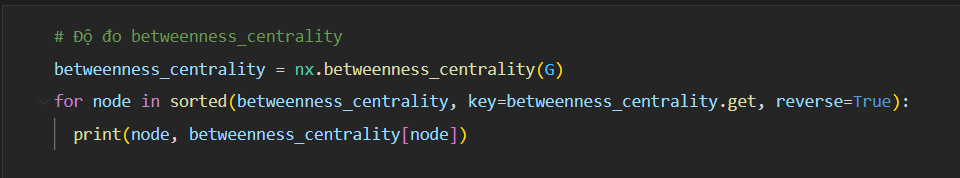 # Độ đo betweenness_centrality
betweenness_centrality = nx.betweenness_centrality(G)
for node in sorted(betweenness_centrality, key=betweenness_centrality.get, reverse=True):
print(node, betweenness_centrality[node])